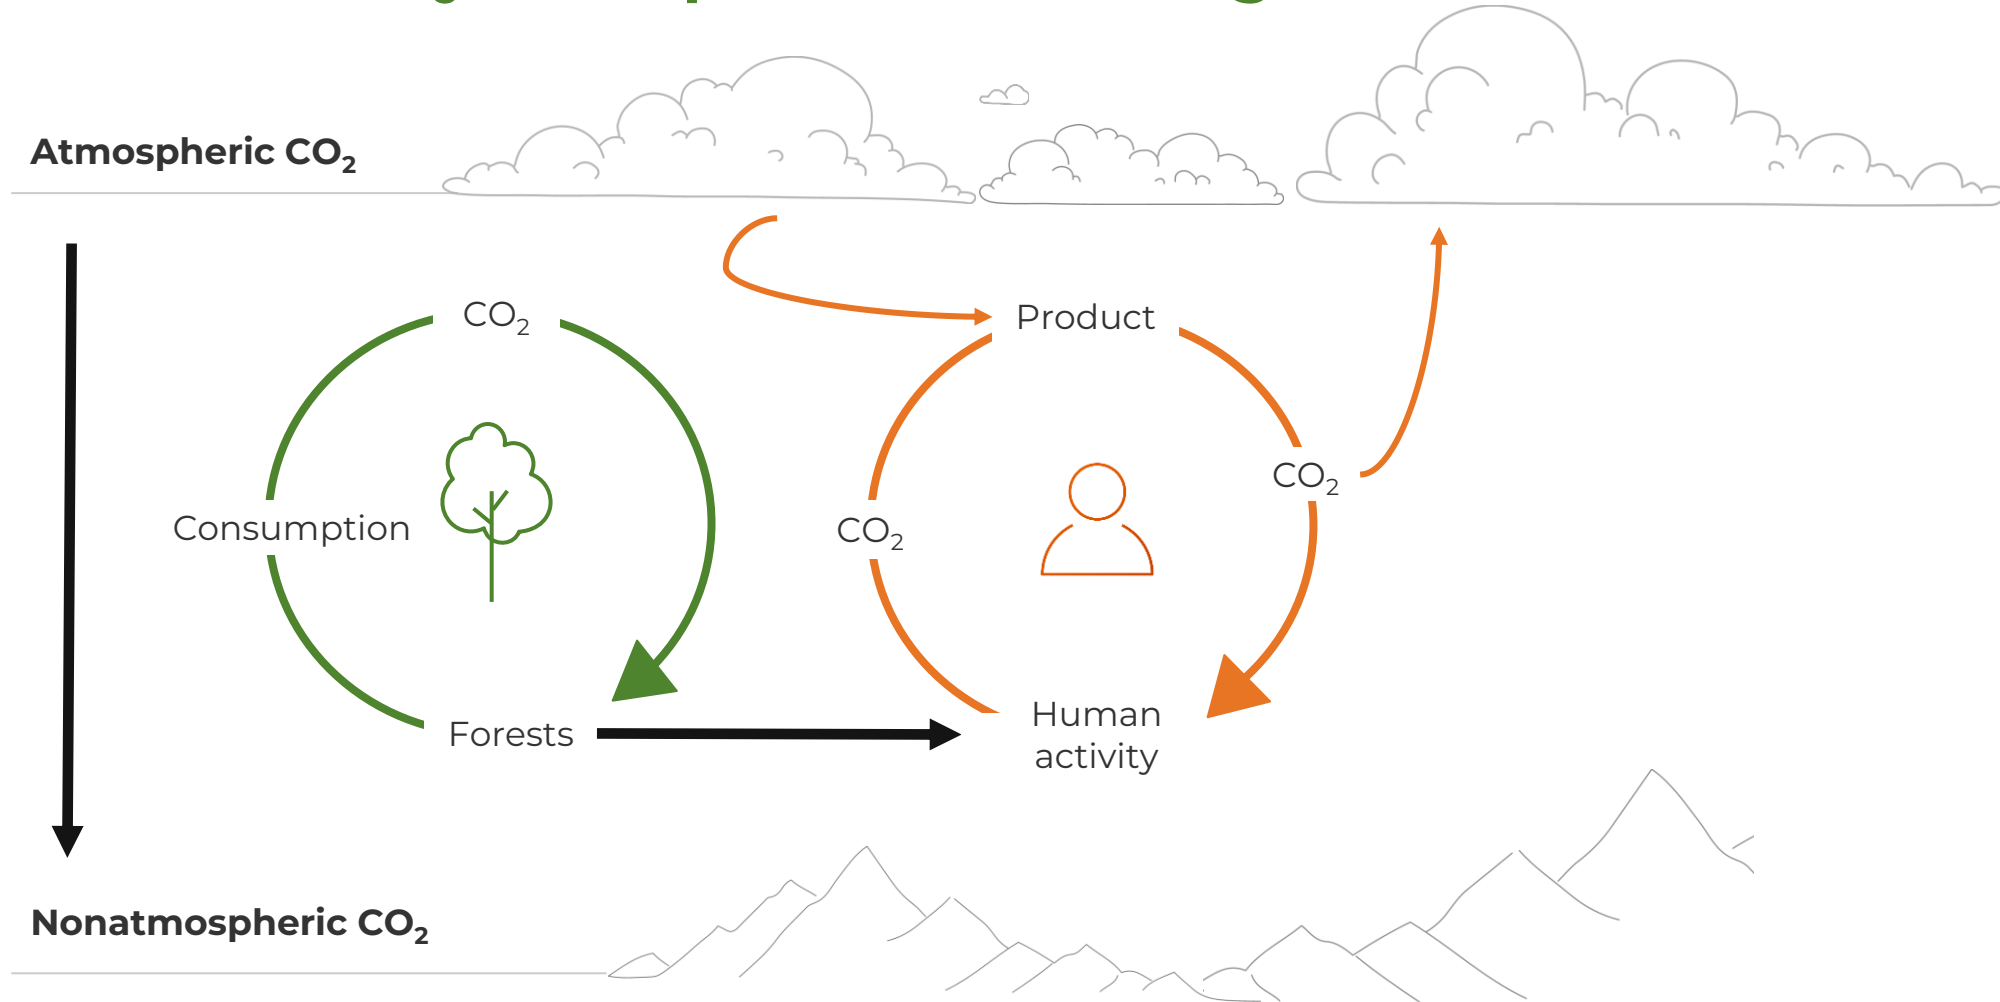 Atmospheric CO₂
CO₂
Product
CO₂
Consumption
CO₂
Forests
Human
activity
Nonatmospheric CO₂